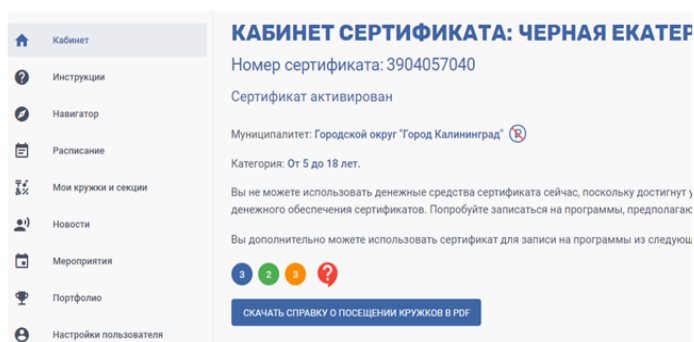 Кабинет
Инструкции
Навигатор
Расписание
Мои кружки и секции
Новости
Мероприятия
Портфолио
Настройки пользователя
КАБИНЕТ СЕРТИФИКАТА: ЧЕРНАЯ ЕКАТЕР
Номер сертификата: 3904057040
Сертификат активирован
Муниципалитет: Городской округ "Город Калининград"
Категория: От 5 до 18 лет.
Вы не можете использовать денежные средства сертификата сейчас, поскольку достигнут у
денежного обеспечения сертификатов. Попробуйте записаться на программы, предполагаю
Вы дополнительно можете использовать сертификат для записи на программы из следующ
3 2 3 ?
СКАЧАТЬ СПРАВКУ О ПОСЕЩЕНИИ КРУЖКОВ В PDF